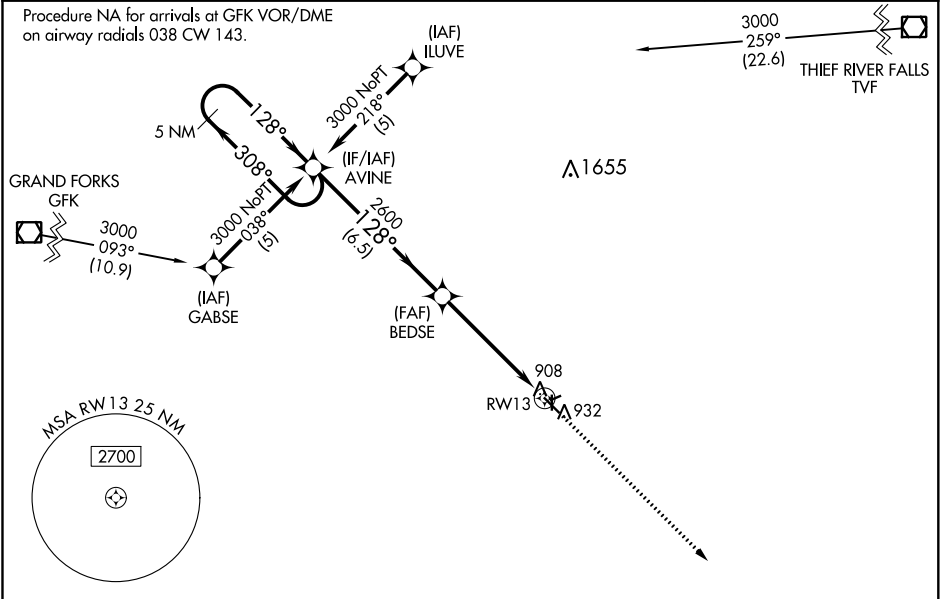 Procedure NA for arrivals at GFK VOR/DME
on airway radials 038 CW 143.
(IAF)
ILUVE
3000
259°
(22.6)
THIEF RIVER FALLS
TVF
3000 NoPT
218°
(5)
128°
5 NM
308°
(IF/IAF)
AVINE
1655
GRAND FORKS
GFK
3000
093°
(10.9)
3000 NoPT
038°
(5)
2600
128°
(6.5)
(IAF)
GABSE
(FAF)
BEDSE
908
RW13
932
MSA RW13 25 NM
2700